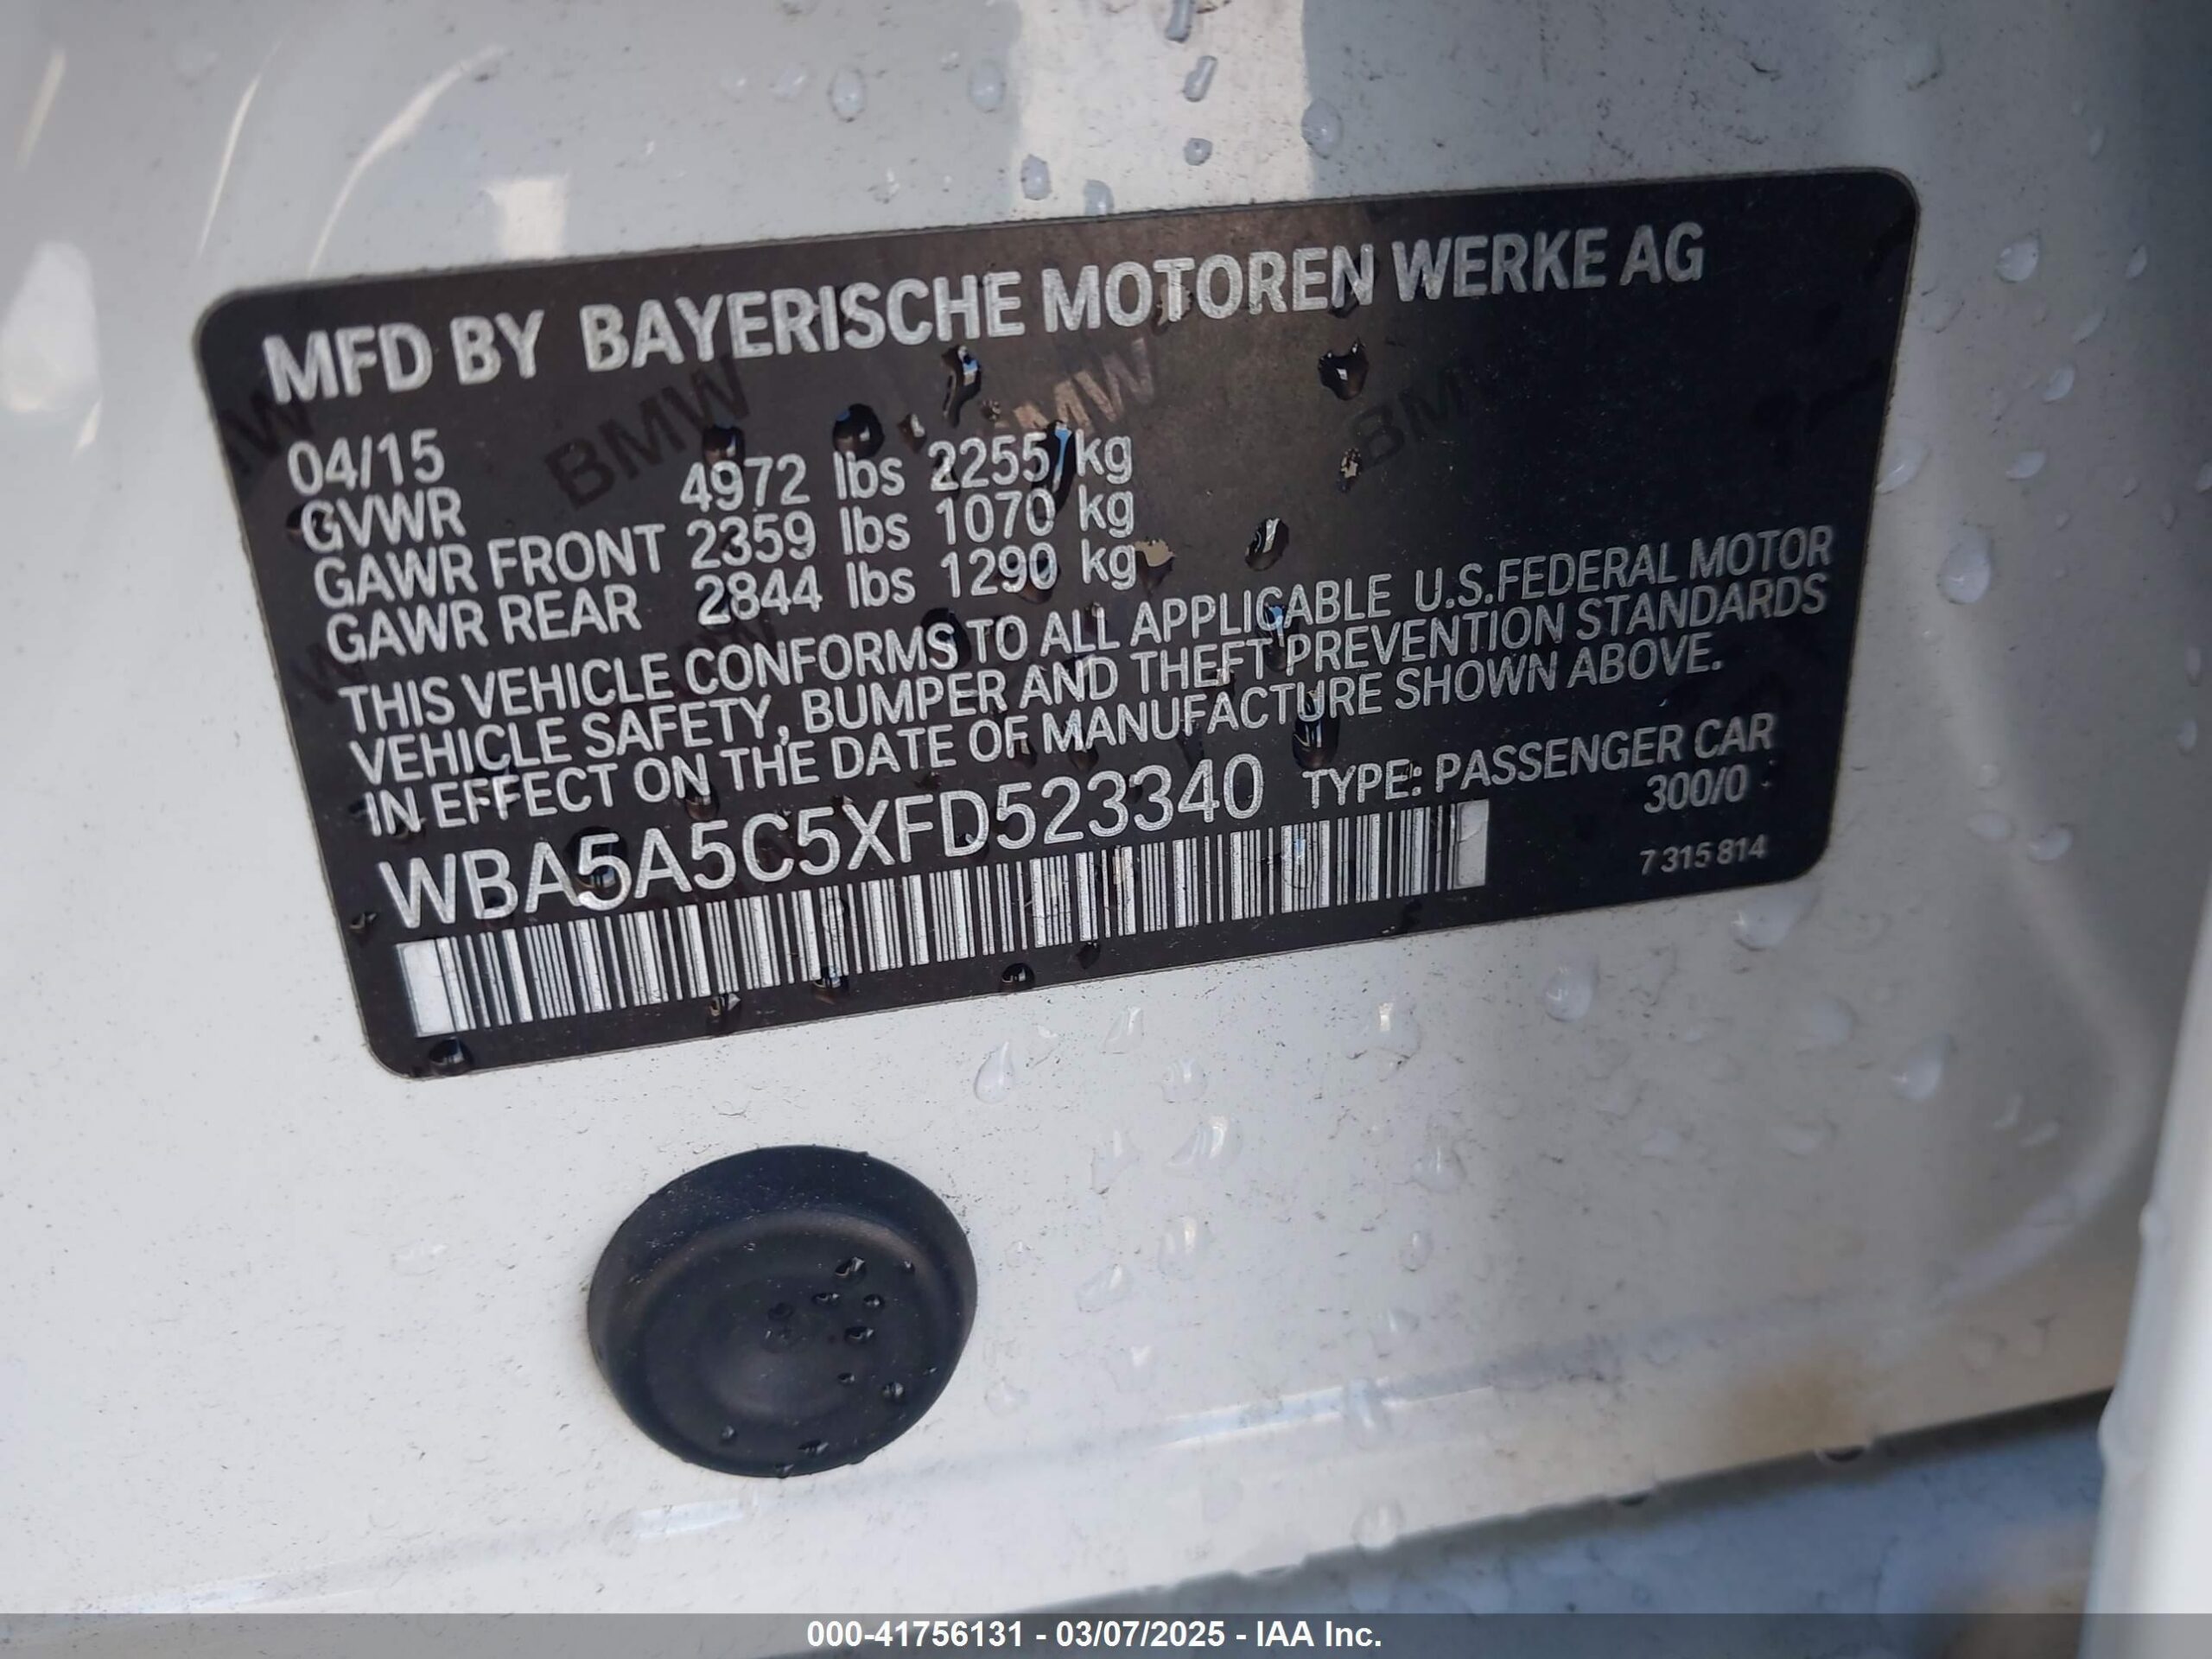 MFD BY BAYERISCHE MOTOREN WERKE AG
BMW BMW BMW
04/15
GVWR 4972 lbs 2255 kg
GAWR FRONT 2359 lbs 1070 kg
GAWR REAR 2844 lbs 1290 kg
THIS VEHICLE CONFORMS TO ALL APPLICABLE U.S.FEDERAL MOTOR
VEHICLE SAFETY, BUMPER AND THEFT PREVENTION STANDARDS
IN EFFECT ON THE DATE OF MANUFACTURE SHOWN ABOVE.
WBA5A5C5XFD523340 TYPE: PASSENGER CAR
300/0
7 315 814
000-41756131 - 03/07/2025 - IAA Inc.